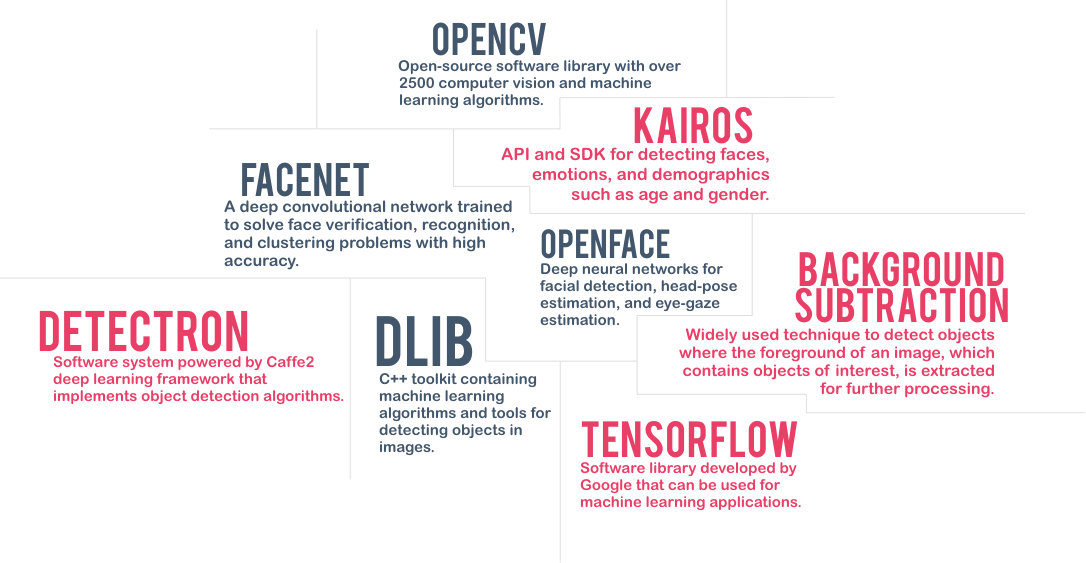 OPENCV
Open-source software library with over
2500 computer vision and machine
learning algorithms.
KAIROS
API and SDK for detecting faces,
emotions, and demographics
such as age and gender.
FACENET
A deep convolutional network trained
to solve face verification, recognition,
and clustering problems with high
accuracy.
OPENFACE
Deep neural networks for
facial detection, head-pose
estimation, and eye-gaze
estimation.
BACKGROUND
SUBTRACTION
Widely used technique to detect objects
where the foreground of an image, which
contains objects of interest, is extracted
for further processing.
DETECTRON
Software system powered by Caffe2
deep learning framework that
implements object detection algorithms.
DLIB
C++ toolkit containing
machine learning
algorithms and tools for
detecting objects in
images.
TENSORFLOW
Software library developed by
Google that can be used for
machine learning applications.